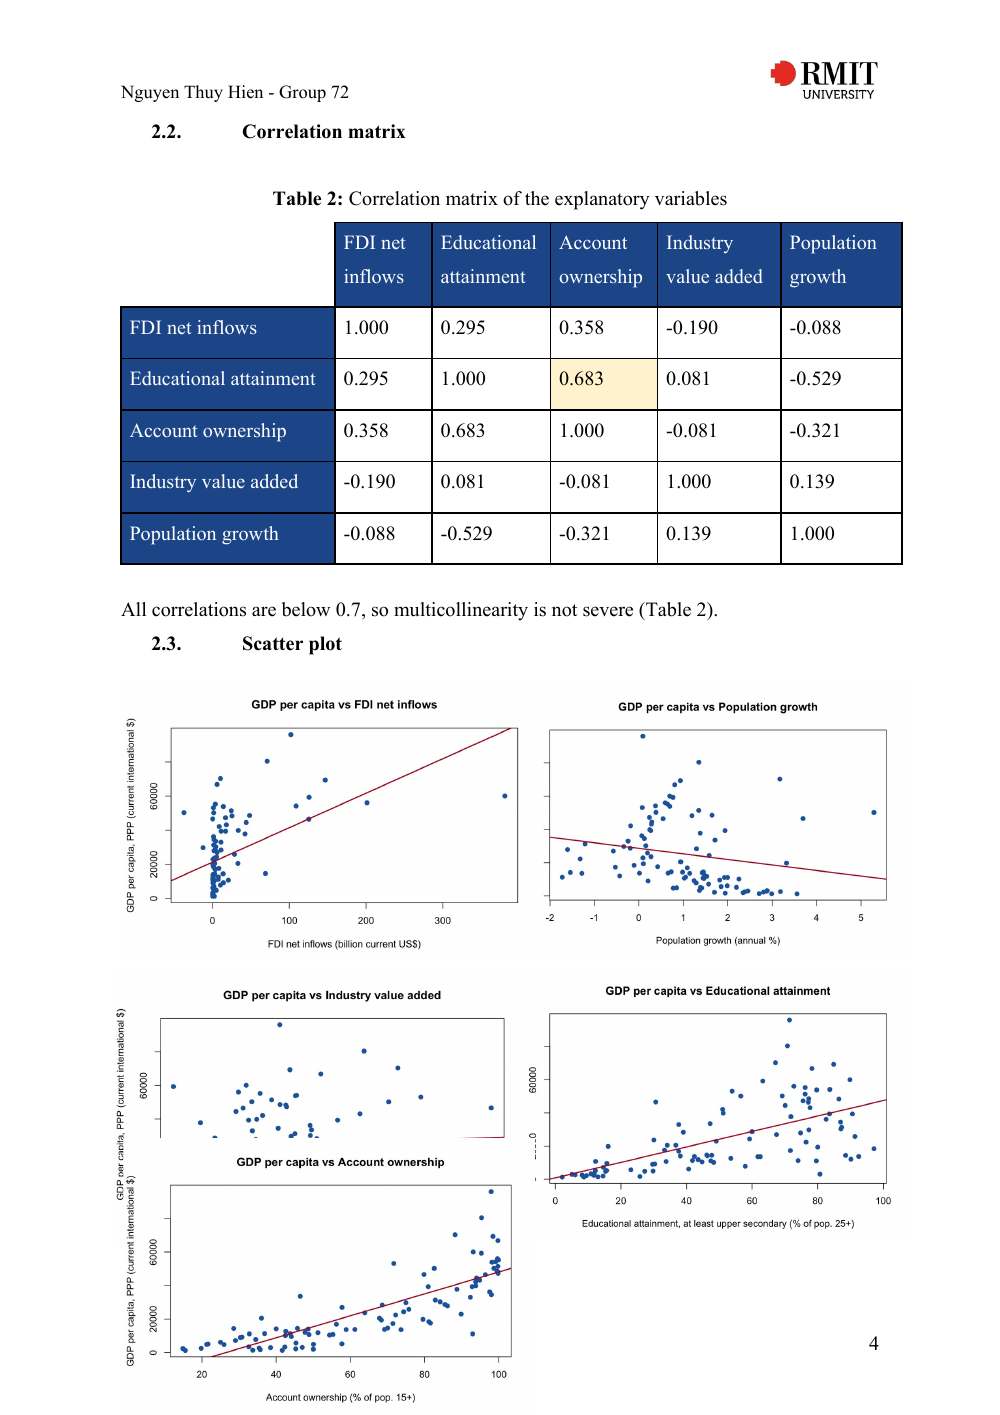 RMIT
UNIVERSITY
Nguyen Thuy Hien - Group 72
2.2. Correlation matrix
Table 2: Correlation matrix of the explanatory variables
FDI net inflows Educational attainment Account ownership Industry value added Population growth
FDI net inflows 1.000 0.295 0.358 -0.190 -0.088
Educational attainment 0.295 1.000 0.683 0.081 -0.529
Account ownership 0.358 0.683 1.000 -0.081 -0.321
Industry value added -0.190 0.081 -0.081 1.000 0.139
Population growth -0.088 -0.529 -0.321 0.139 1.000
All correlations are below 0.7, so multicollinearity is not severe (Table 2).
2.3. Scatter plot
GDP per capita vs FDI net inflows
GDP per capita, PPP (current international $)
60000
20000
0
0 100 200 300
FDI net inflows (billion current US$)
GDP per capita vs Population growth
-2 -1 0 1 2 3 4 5
Population growth (annual %)
GDP per capita vs Industry value added
GDP per capita, PPP (current international $)
60000
GDP per capita vs Educational attainment
60000
0 20 40 60 80 100
Educational attainment, at least upper secondary (% of pop. 25+)
GDP per capita vs Account ownership
GDP per capita, PPP (current international $)
60000
20000
0
20 40 60 80 100
Account ownership (% of pop. 15+)
4